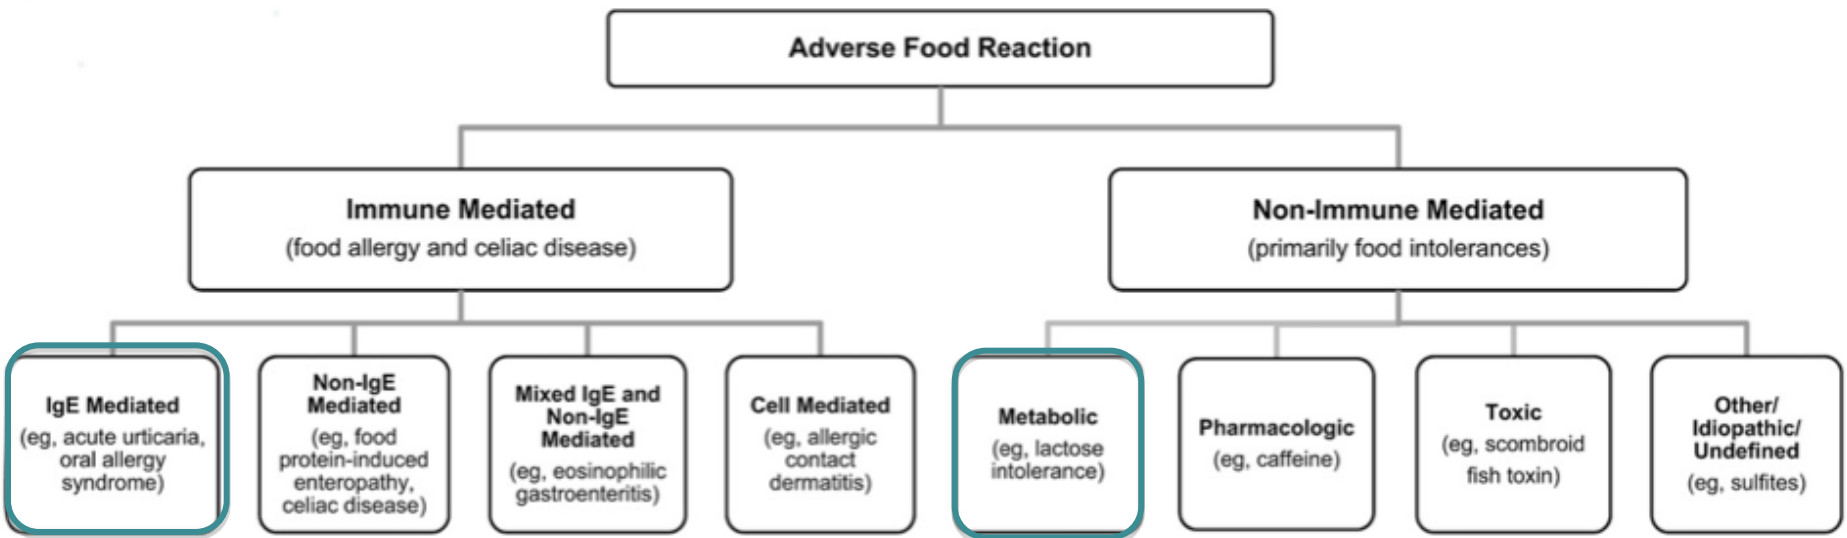 Adverse Food Reaction
Immune Mediated
(food allergy and celiac disease)
Non-Immune Mediated
(primarily food intolerances)
IgE Mediated
(eg, acute urticaria,
oral allergy
syndrome)
Non-IgE
Mediated
(eg, food
protein-induced
enteropathy,
celiac disease)
Mixed IgE and
Non-IgE
Mediated
(eg, eosinophilic
gastroenteritis)
Cell Mediated
(eg, allergic
contact
dermatitis)
Metabolic
(eg, lactose
intolerance)
Pharmacologic
(eg, caffeine)
Toxic
(eg, scombroid
fish toxin)
Other/
Idiopathic/
Undefined
(eg, sulfites)